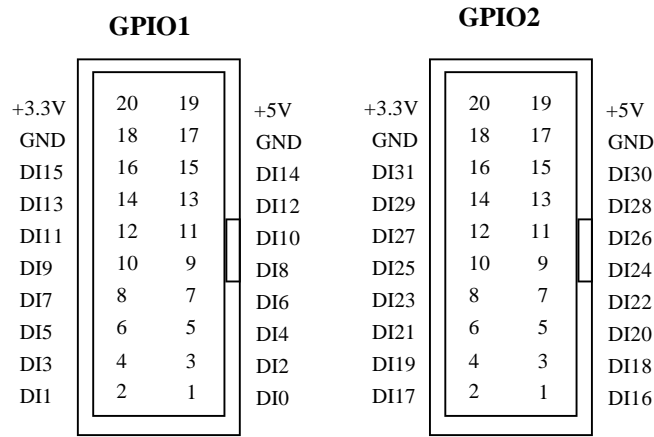 GPIO1
+3.3V 20 19 +5V
GND 18 17 GND
DI15 16 15 DI14
DI13 14 13 DI12
DI11 12 11 DI10
DI9 10 9 DI8
DI7 8 7 DI6
DI5 6 5 DI4
DI3 4 3 DI2
DI1 2 1 DI0
GPIO2
+3.3V 20 19 +5V
GND 18 17 GND
DI31 16 15 DI30
DI29 14 13 DI28
DI27 12 11 DI26
DI25 10 9 DI24
DI23 8 7 DI22
DI21 6 5 DI20
DI19 4 3 DI18
DI17 2 1 DI16